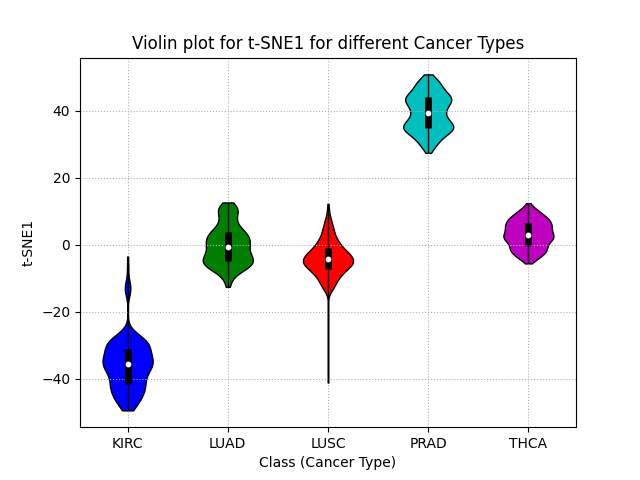 Violin plot for t-SNE1 for different Cancer Types
t-SNE1
40
20
0
−20
−40
KIRC LUAD LUSC PRAD THCA
Class (Cancer Type)